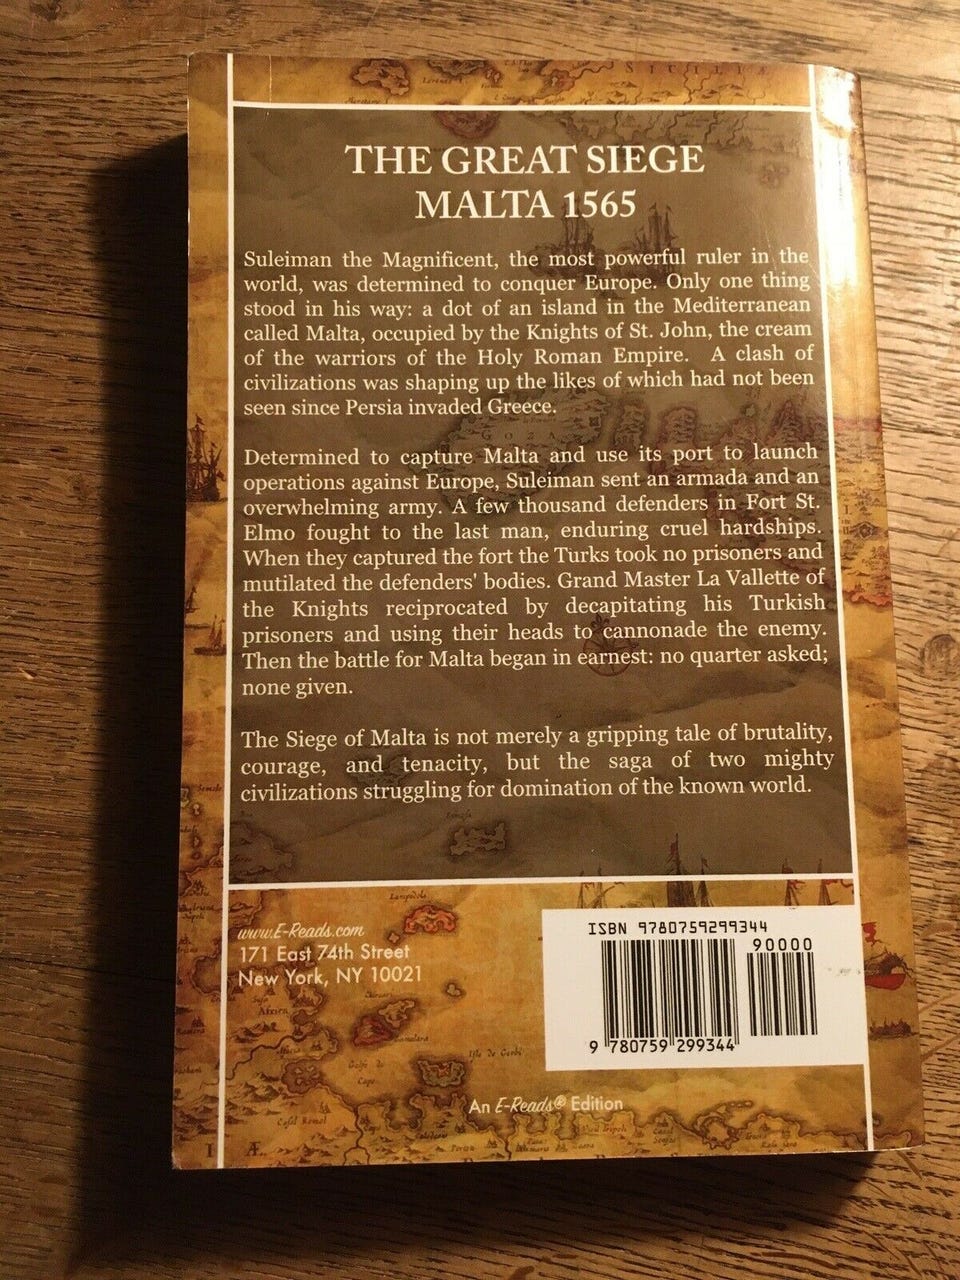 SICILIA
THE GREAT SIEGE
MALTA 1565
Suleiman the Magnificent, the most powerful ruler in the
world, was determined to conquer Europe. Only one thing
stood in his way: a dot of an island in the Mediterranean
called Malta, occupied by the Knights of St. John, the cream
of the warriors of the Holy Roman Empire. A clash of
civilizations was shaping up the likes of which had not been
seen since Persia invaded Greece.
GOZA
Determined to capture Malta and use its port to launch
operations against Europe, Suleiman sent an armada and an
overwhelming army. A few thousand defenders in Fort St.
Elmo fought to the last man, enduring cruel hardships.
When they captured the fort the Turks took no prisoners and
mutilated the defenders' bodies. Grand Master La Vallette of
the Knights reciprocated by decapitating his Turkish
prisoners and using their heads to cannonade the enemy.
Then the battle for Malta began in earnest: no quarter asked;
none given.
The Siege of Malta is not merely a gripping tale of brutality,
courage, and tenacity, but the saga of two mighty
civilizations struggling for domination of the known world.
www.E-Reads.com
171 East 74th Street
New York, NY 10021
ISBN 9780759299344
90000
9 780759 299344
An E-Reads® Edition